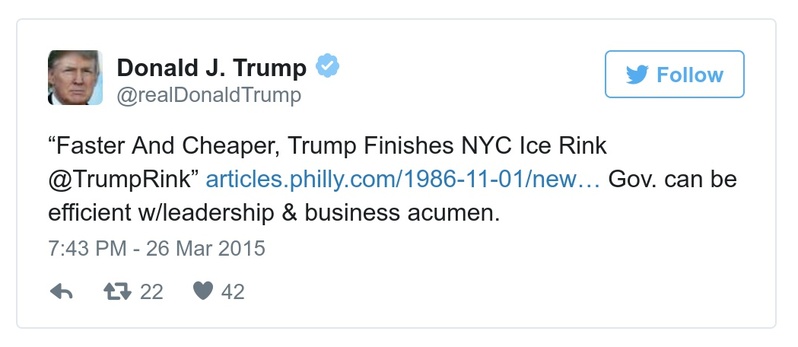 Donald J. Trump
@realDonaldTrump
Follow
“Faster And Cheaper, Trump Finishes NYC Ice Rink
@TrumpRink” articles.philly.com/1986-11-01/new… Gov. can be
efficient w/leadership & business acumen.
7:43 PM - 26 Mar 2015
22 42